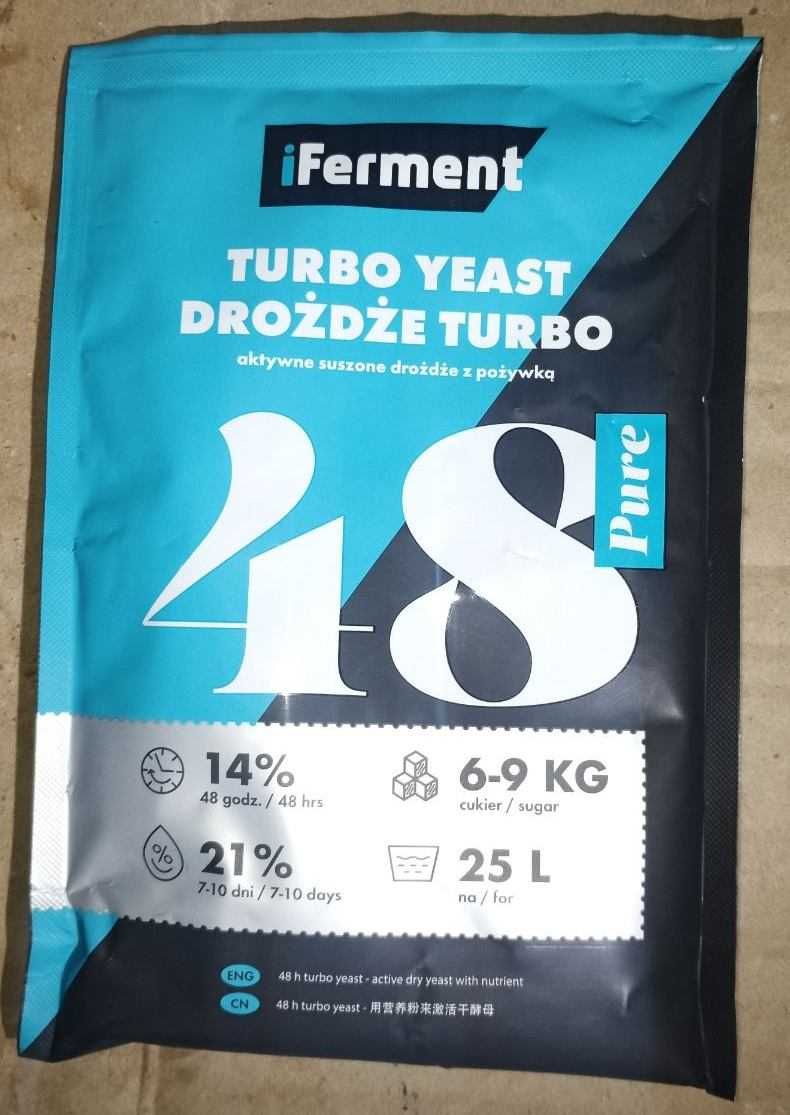 iFerment
TURBO YEAST
DROŻDŻE TURBO
aktywne suszone drożdże z pożywką
48
Pure
14%
48 godz. / 48 hrs
6-9 KG
cukier / sugar
%
21%
7-10 dni / 7-10 days
25 L
na / for
ENG 48 h turbo yeast - active dry yeast with nutrient
CN 48 h turbo yeast - 用营养粉来激活干酵母